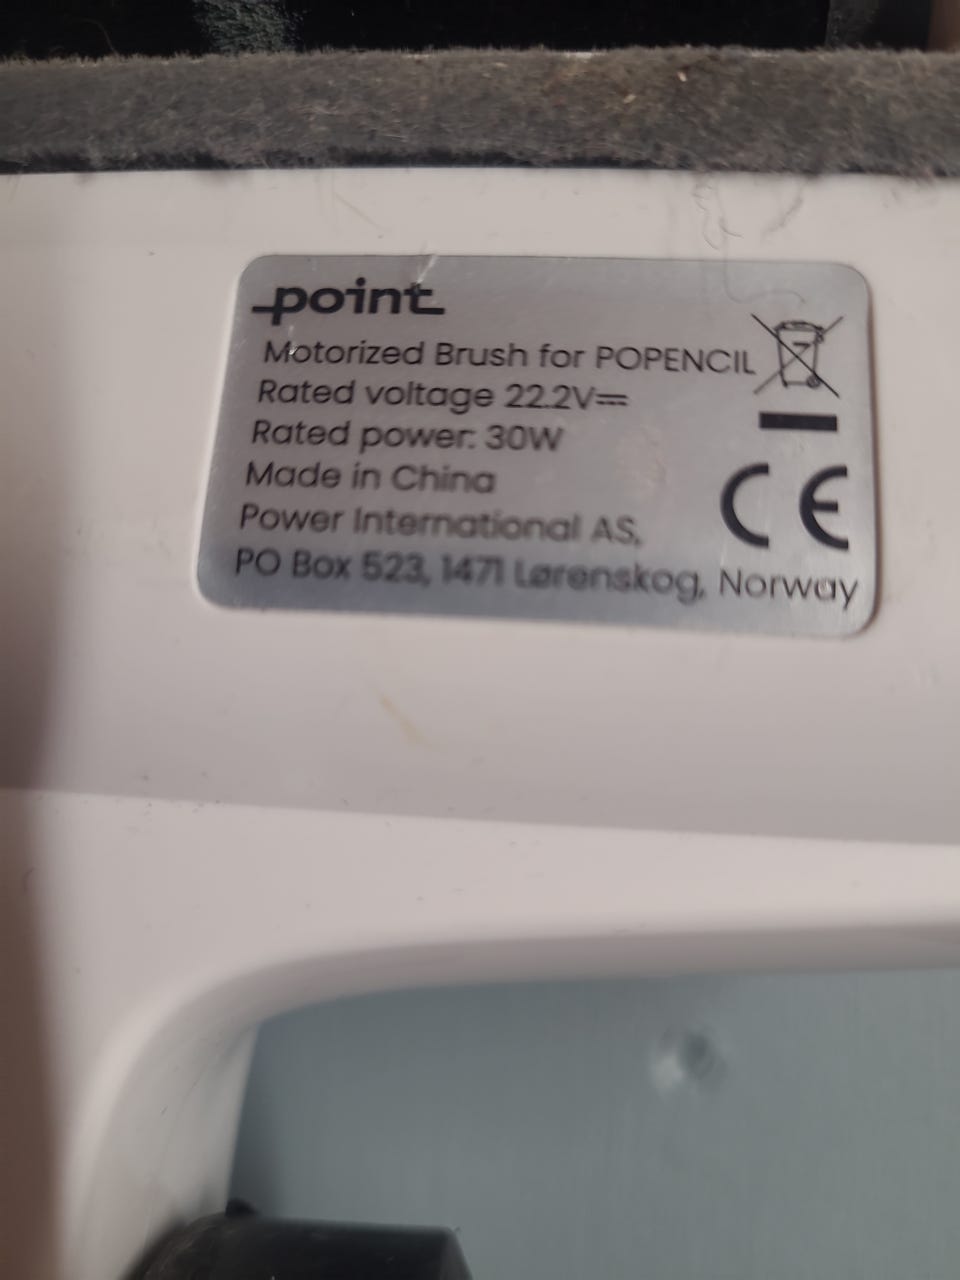 point
Motorized Brush for POPENCIL
Rated voltage 22.2V⎓
Rated power: 30W
Made in China
Power International AS,
PO Box 523, 1471 Lørenskog, Norway
CE